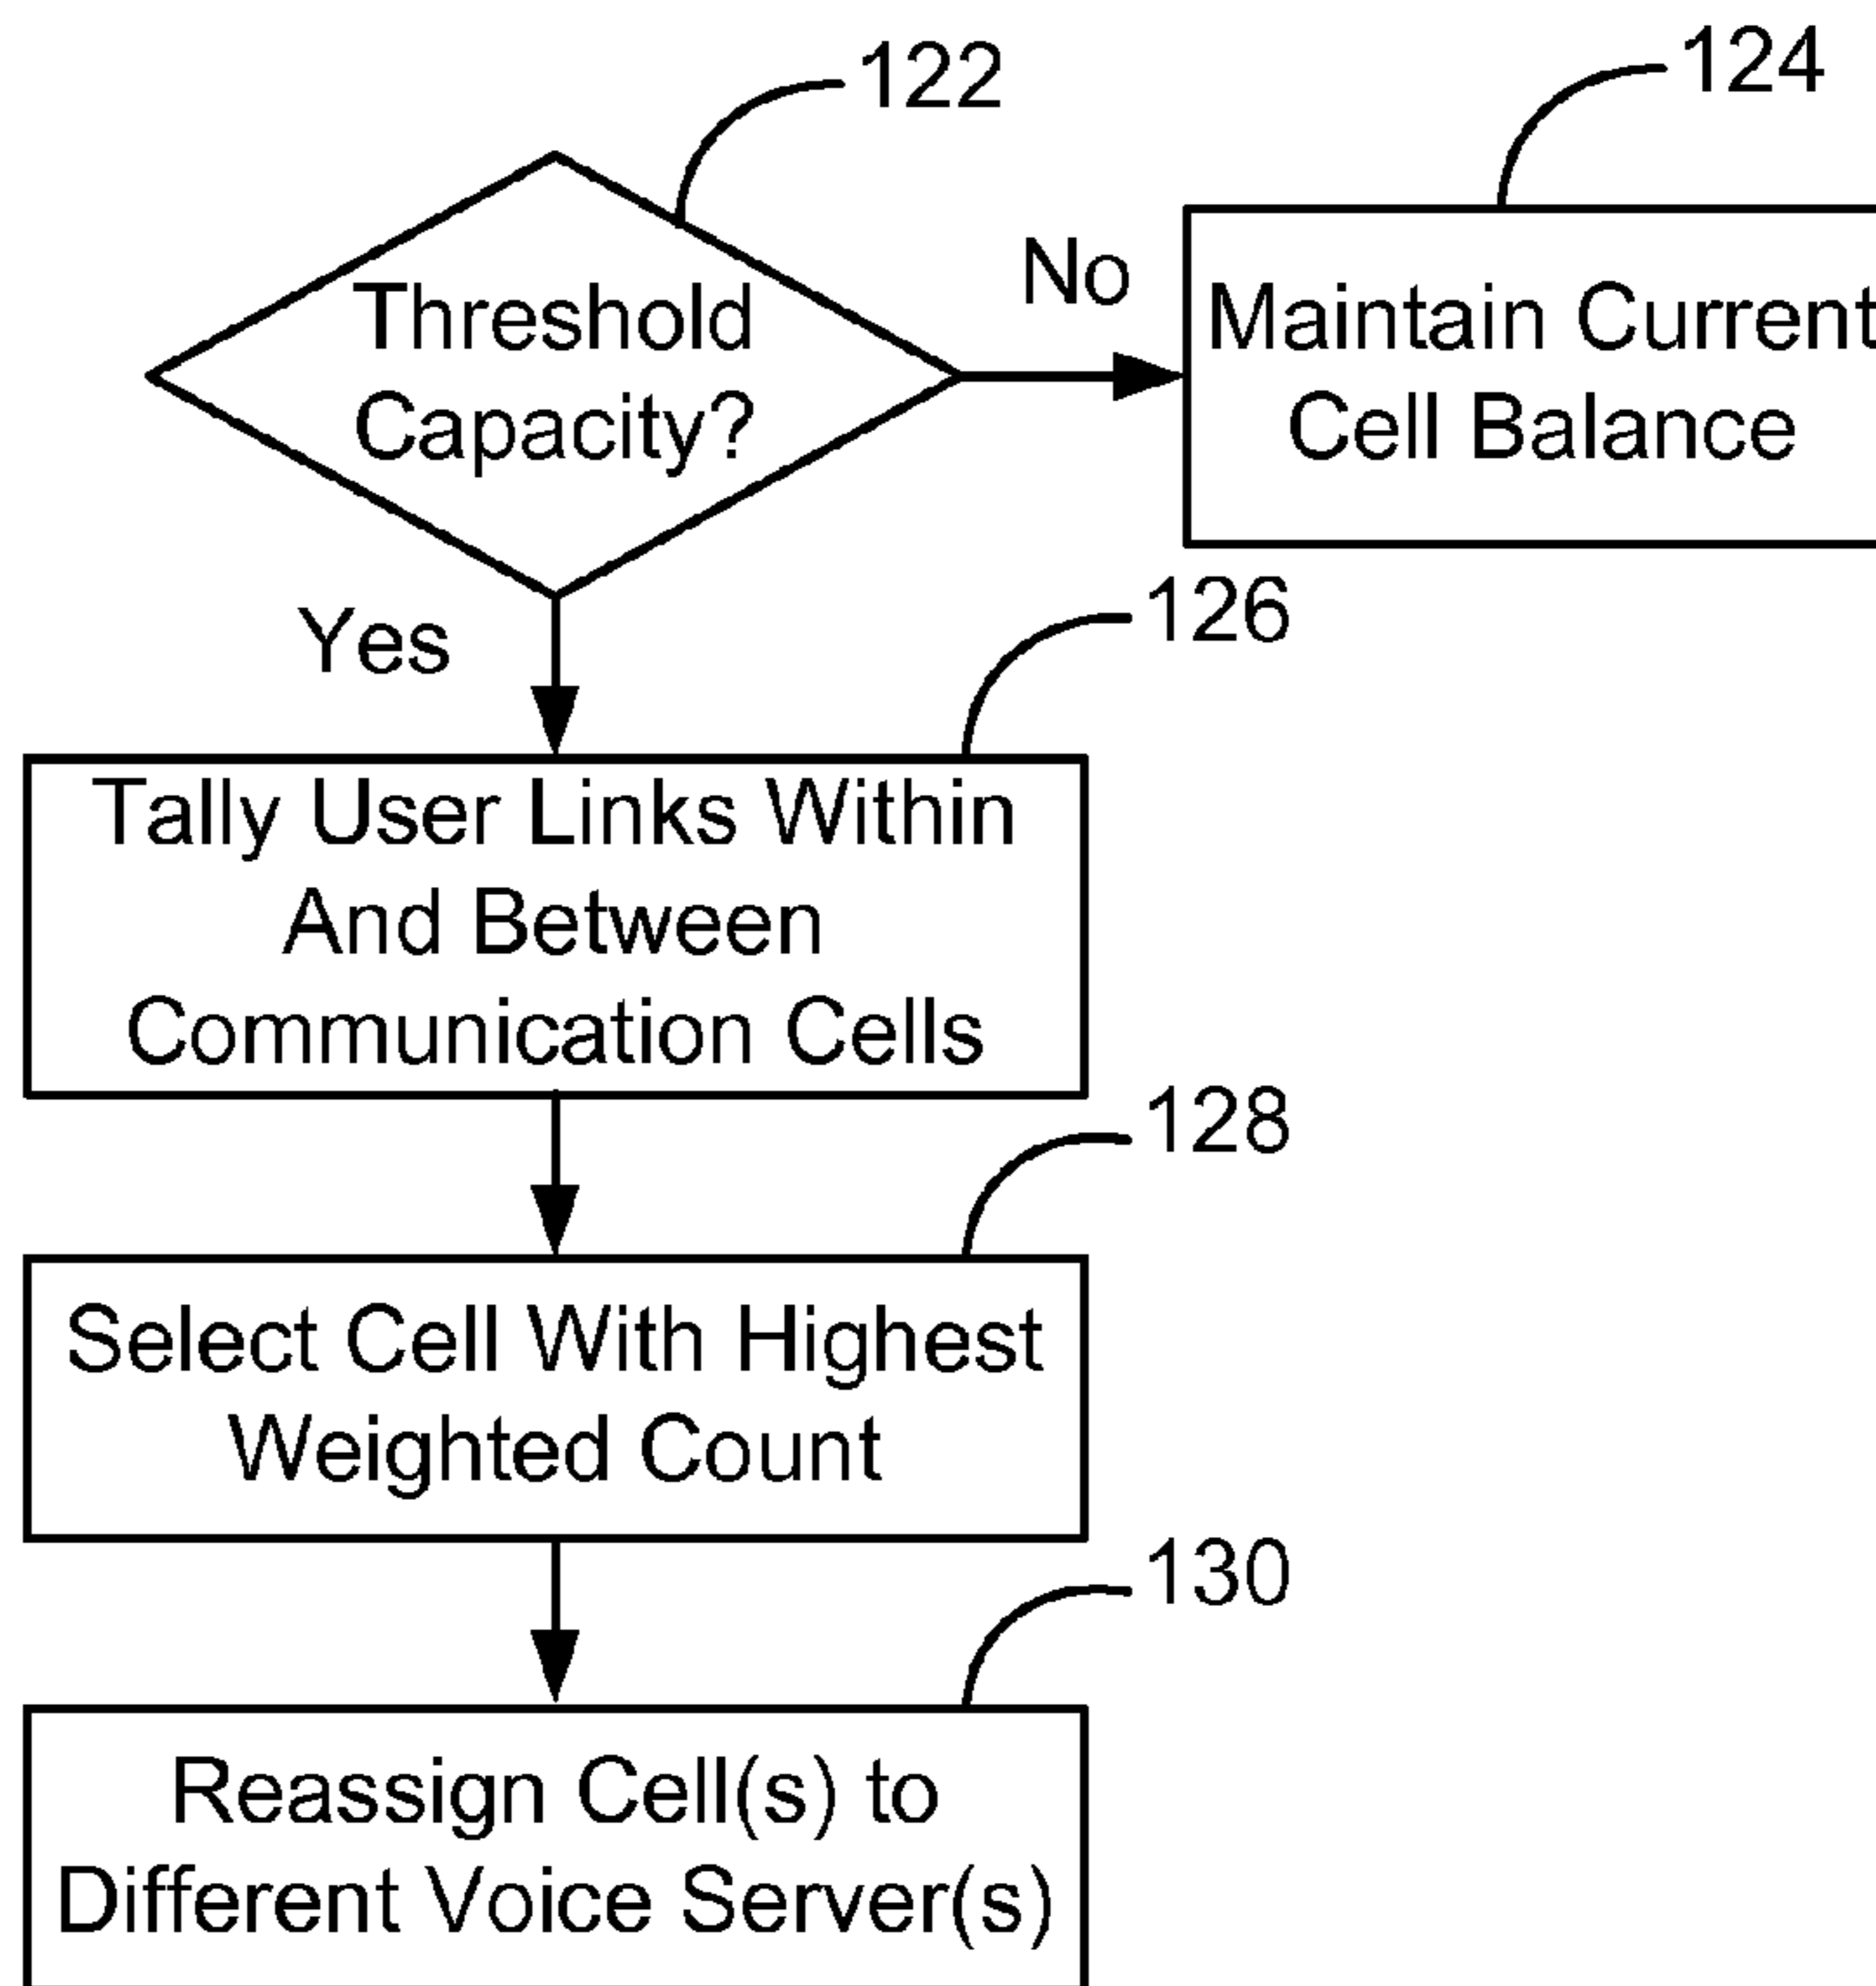 122
124
Threshold
Capacity?
No
Maintain Current
Cell Balance
Yes
126
Tally User Links Within
And Between
Communication Cells
128
Select Cell With Highest
Weighted Count
130
Reassign Cell(s) to
Different Voice Server(s)